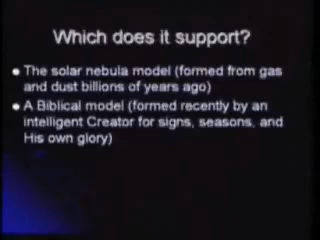 Which does it support?
The solar nebula model (formed from gas
and dust billions of years ago)
A Biblical model (formed recently by an
intelligent Creator for signs, seasons, and
His own glory)